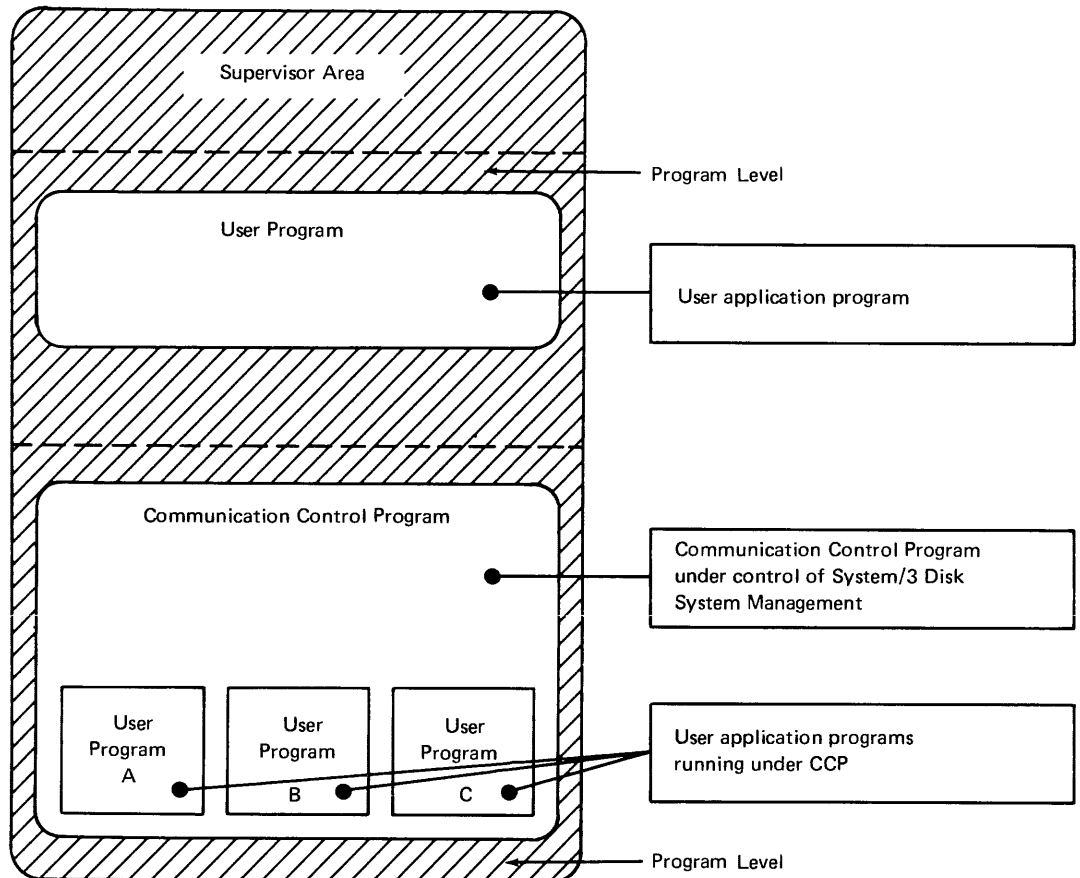 Supervisor Area
Program Level
User Program
User application program
Communication Control Program
Communication Control Program
under control of System/3 Disk
System Management
User
Program
A
User
Program
B
User
Program
C
User application programs
running under CCP
Program Level